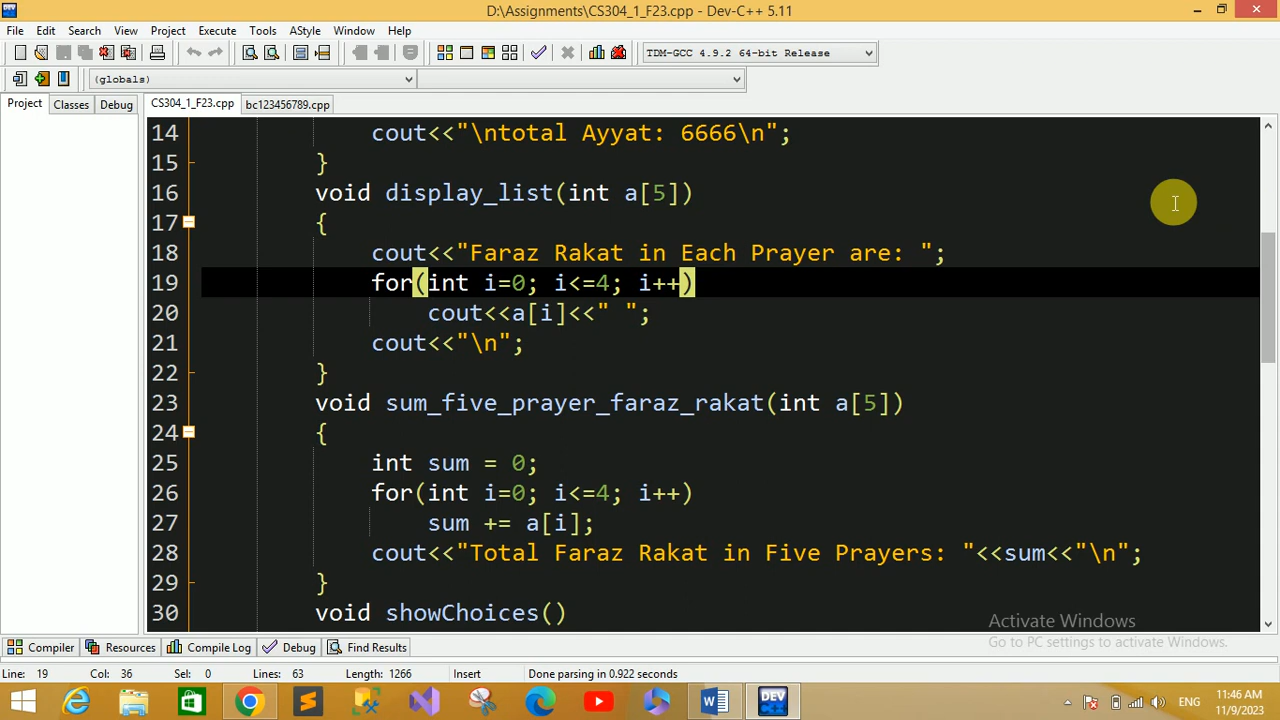 D:\Assignments\CS304_1_F23.cpp - Dev-C++ 5.11
File Edit Search View Project Execute Tools AStyle Window Help
TDM-GCC 4.9.2 64-bit Release
(globals)
Project Classes Debug CS304_1_F23.cpp bc123456789.cpp
14 cout<<"\ntotal Ayyat: 6666\n";
15 }
16 void display_list(int a[5])
17 {
18 cout<<"Faraz Rakat in Each Prayer are: ";
19 for(int i=0; i<=4; i++)
20 cout<<a[i]<<" ";
21 cout<<"\n";
22 }
23 void sum_five_prayer_faraz_rakat(int a[5])
24 {
25 int sum = 0;
26 for(int i=0; i<=4; i++)
27 sum += a[i];
28 cout<<"Total Faraz Rakat in Five Prayers: "<<sum<<"\n";
29 }
30 void showChoices()
Activate Windows
Go to PC settings to activate Windows.
Compiler Resources Compile Log Debug Find Results
Line: 19 Col: 36 Sel: 0 Lines: 63 Length: 1266 Insert Done parsing in 0.922 seconds
DEV ENG 11:46 AM
11/9/2023